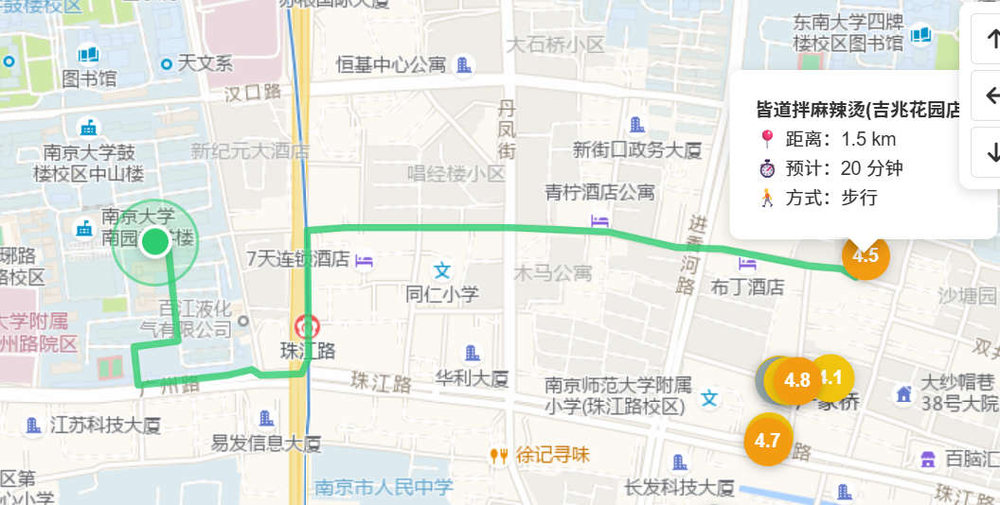 鼓楼校区
苏粮国际大厦
东南大学四牌
楼校区图书馆
大石桥小区
天文系
恒基中心公寓
图书馆
汉口路
丹
凤
街
皆道拌麻辣烫(吉兆花园店
距离：1.5 km
预计：20 分钟
方式：步行
南京大学鼓
楼校区中山楼
新纪元大酒店
新街口政务大厦
唱经楼小区
青柠酒店公寓
南京大学
南园
学楼
进
香
河
路
4.5
琊路
洛校区
7天连锁酒店
同仁小学
木马公寓
布丁酒店
沙塘园
百江液化
气有限公司
大学附属
州路院区
珠江路
双
华利大厦
广州路
珠江路
南京师范大学附属
小学(珠江路校区)
文
4.8
4.1
家桥
大纱帽巷
38号大院
江苏科技大厦
易发信息大厦
4.7
路
徐记寻味
百脑汇
区第
心小学
南京市人民中学
长发科技大厦
珠江路